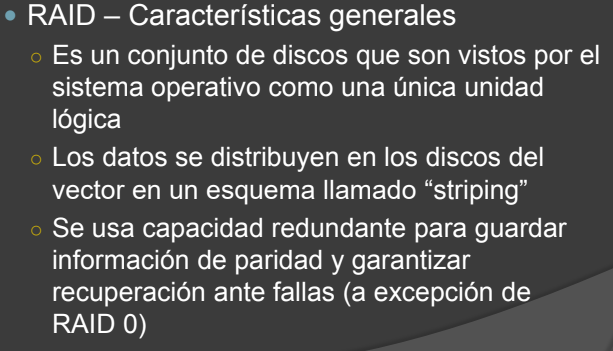 • RAID – Características generales
○ Es un conjunto de discos que son vistos por el
sistema operativo como una única unidad
lógica
○ Los datos se distribuyen en los discos del
vector en un esquema llamado “striping”
○ Se usa capacidad redundante para guardar
información de paridad y garantizar
recuperación ante fallas (a excepción de
RAID 0)